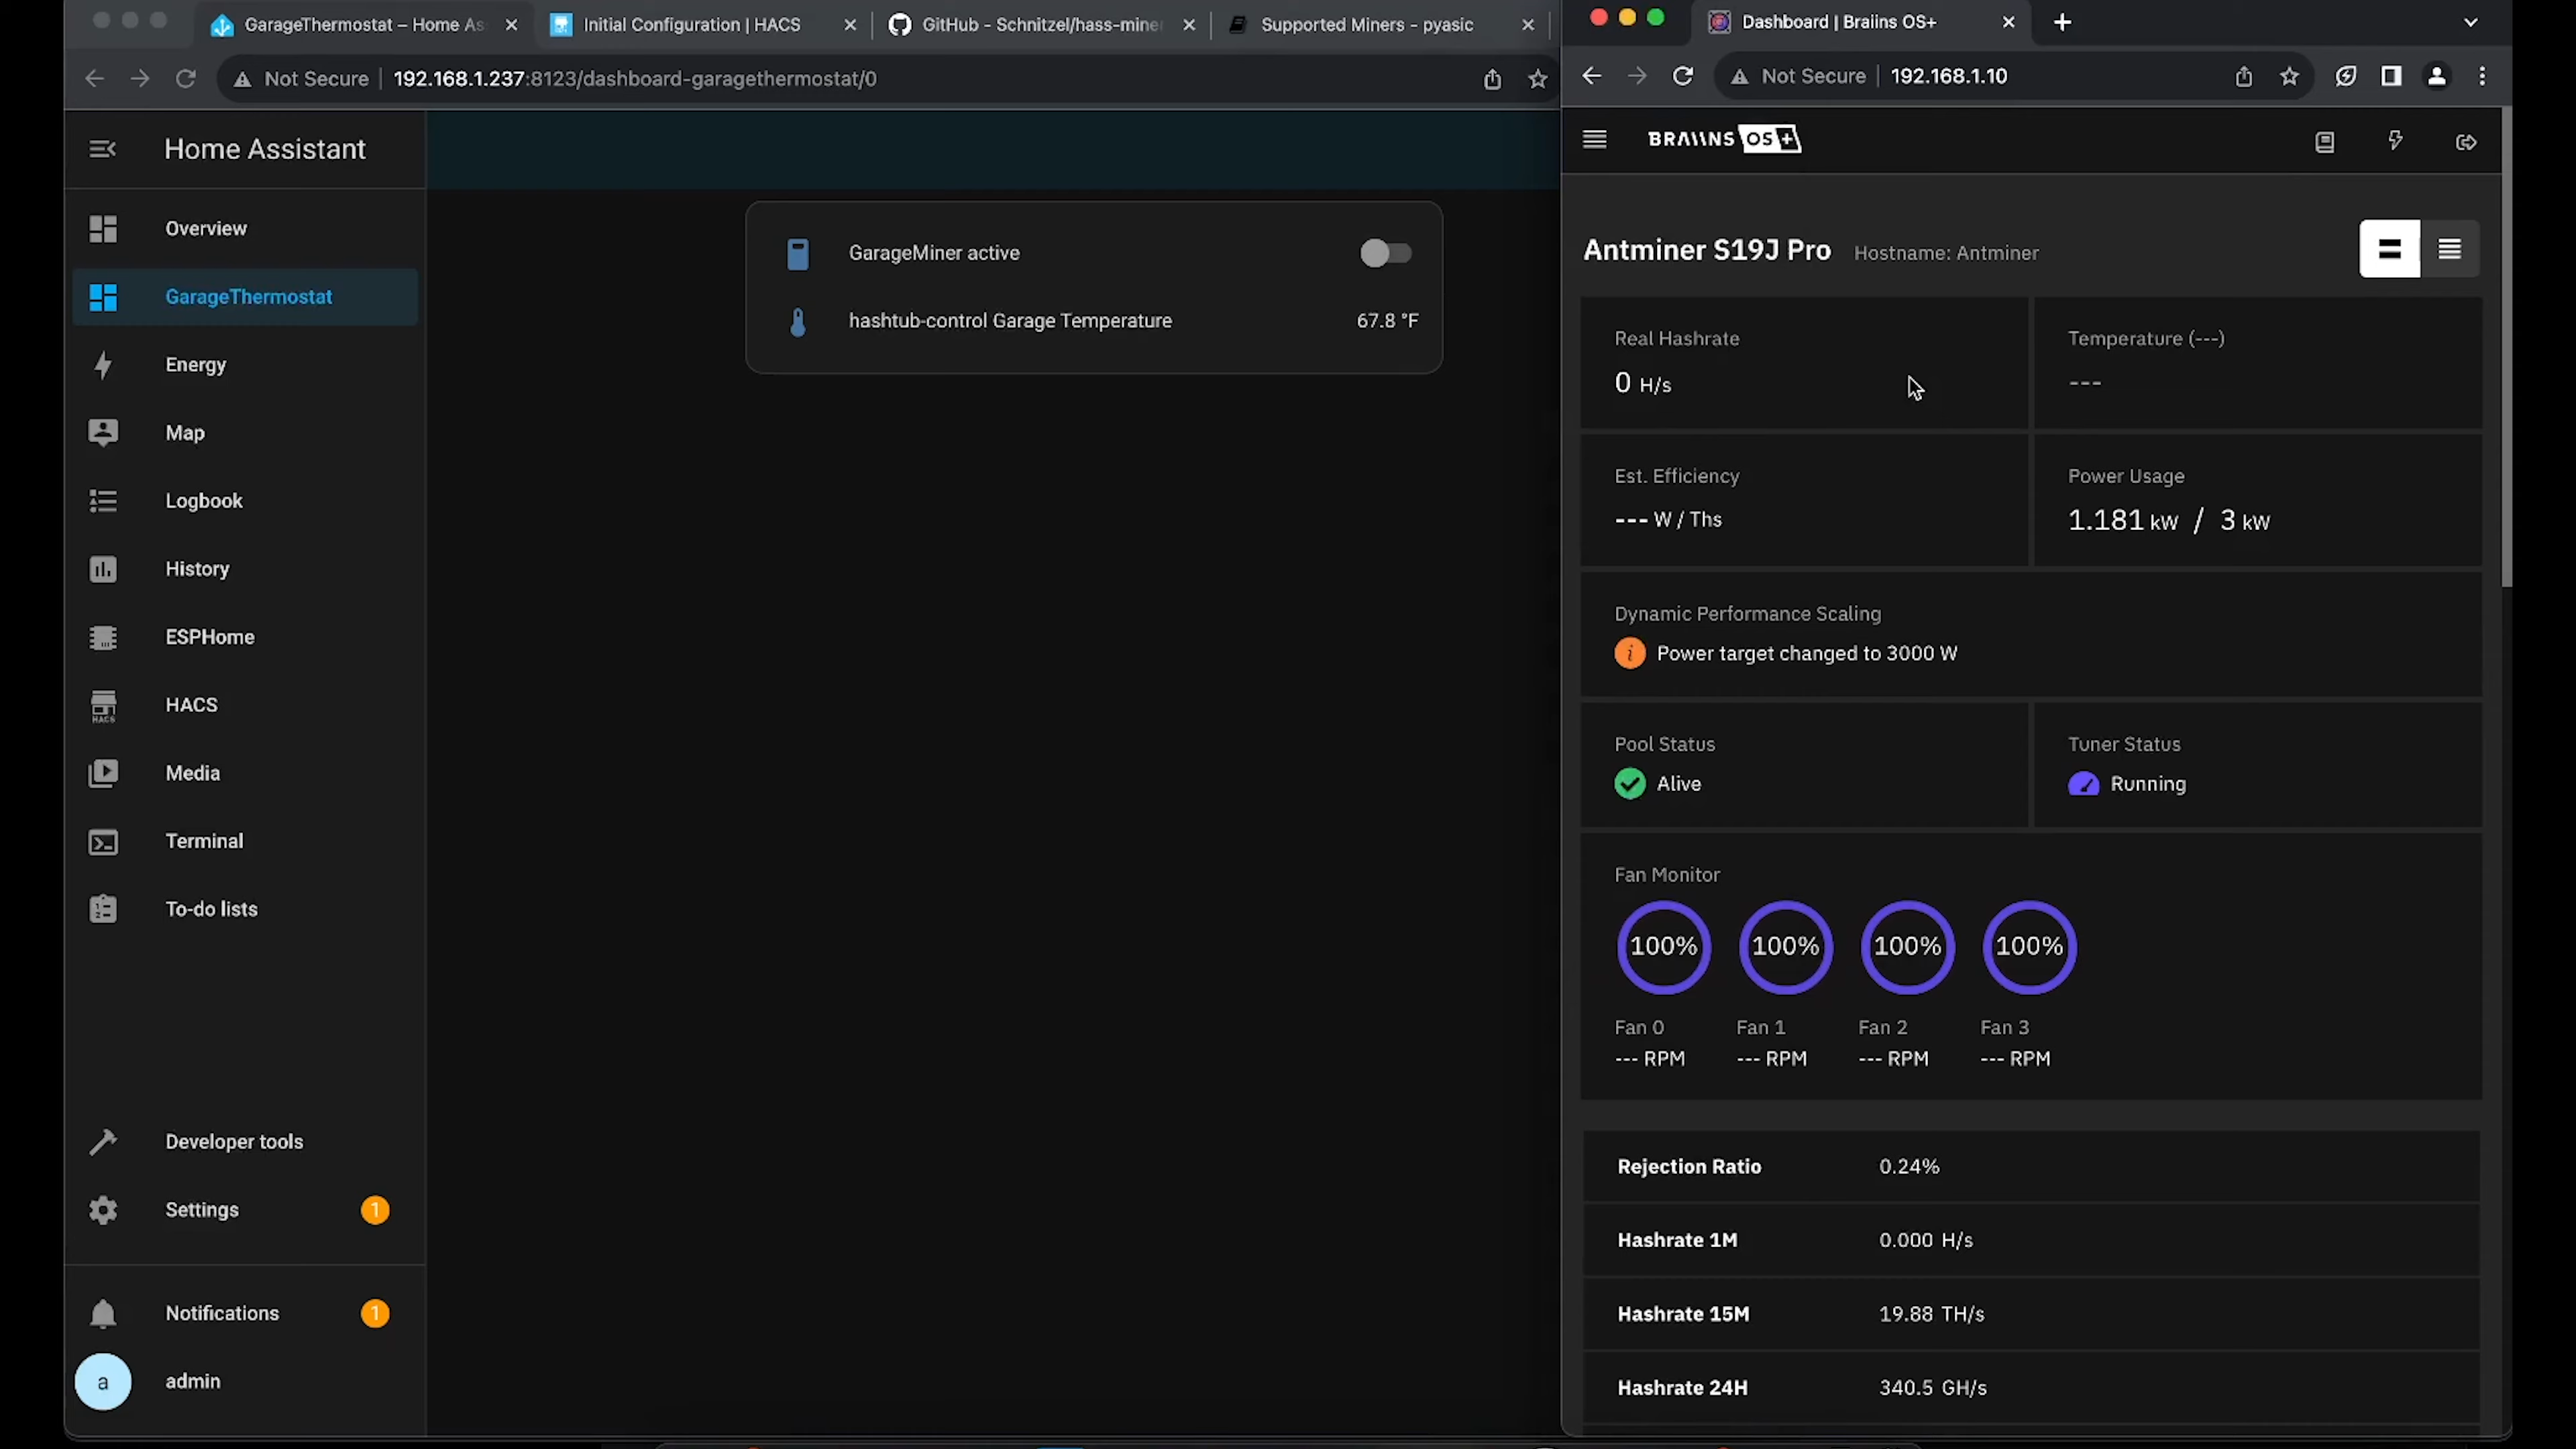 GarageThermostat – Home As
Initial Configuration | HACS
GitHub - Schnitzel/hass-mine
Supported Miners - pyasic
Not Secure
192.168.1.237:8123/dashboard-garagethermostat/0
Home Assistant
Overview
GarageThermostat
Energy
Map
Logbook
History
ESPHome
HACS
HACS
Media
Terminal
To-do lists
Developer tools
Settings
1
Notifications
1
a
admin
GarageMiner active
hashtub-control Garage Temperature
67.8 °F
Dashboard | Braiins OS+
Not Secure
192.168.1.10
BRAIINS OS+
Antminer S19J Pro
Hostname: Antminer
Real Hashrate
0 H/s
Temperature (---)
---
Est. Efficiency
--- W / Ths
Power Usage
1.181 kW / 3 kW
Dynamic Performance Scaling
i
Power target changed to 3000 W
Pool Status
Alive
Tuner Status
Running
Fan Monitor
100% 100% 100% 100%
Fan 0 Fan 1 Fan 2 Fan 3
--- RPM --- RPM --- RPM --- RPM
Rejection Ratio 0.24%
Hashrate 1M 0.000 H/s
Hashrate 15M 19.88 TH/s
Hashrate 24H 340.5 GH/s